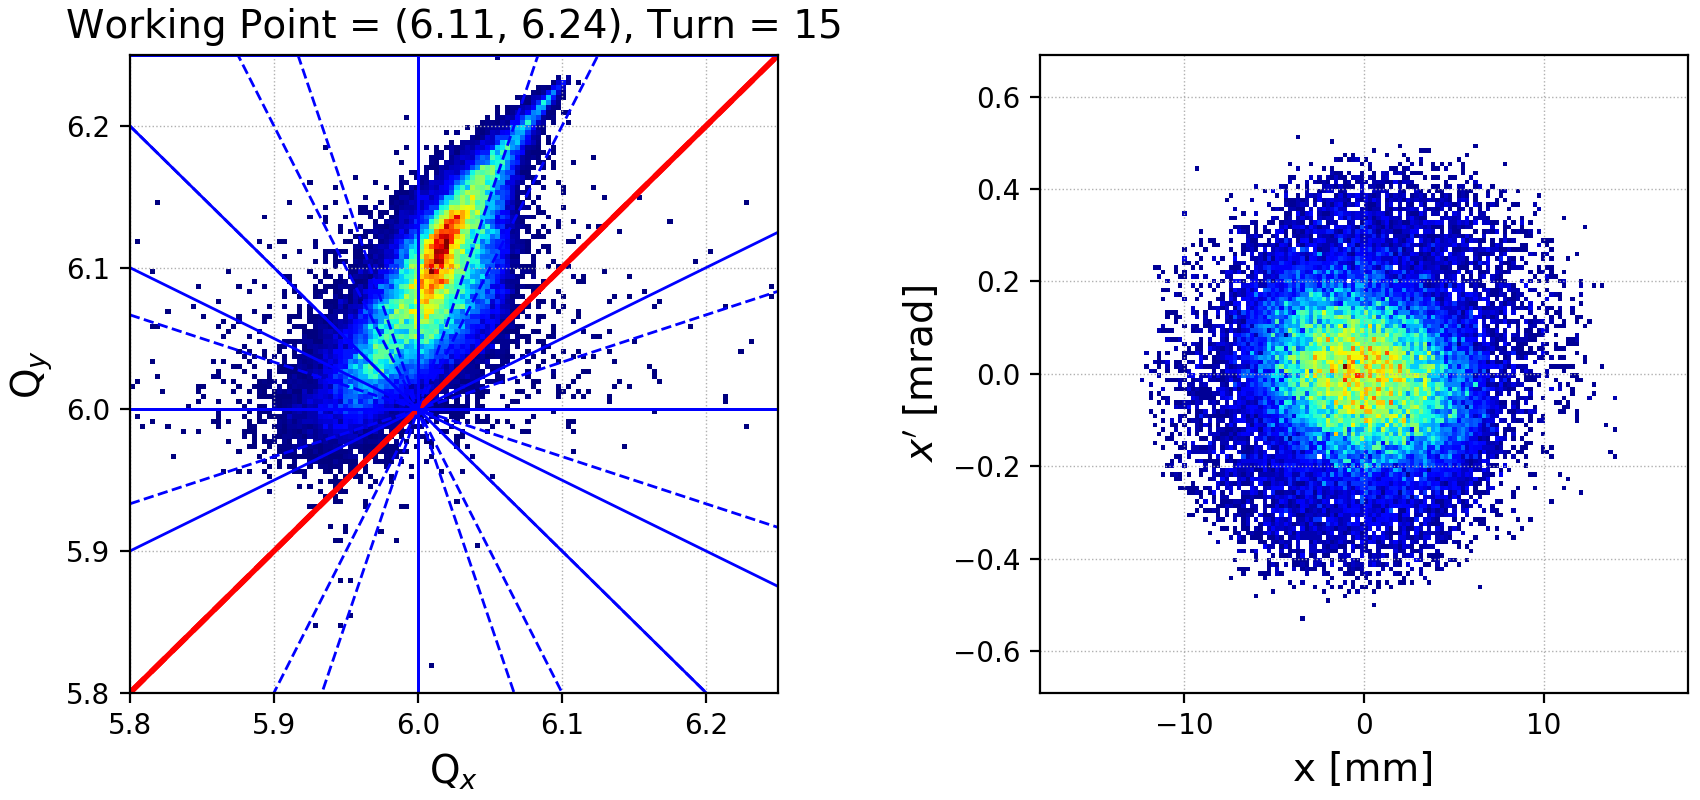 Working Point = (6.11, 6.24), Turn = 15
6.2
6.1
6.0
5.9
5.8
Q_y
5.8 5.9 6.0 6.1 6.2
Q_x
0.6
0.4
0.2
0.0
−0.2
−0.4
−0.6
x′ [mrad]
−10 0 10
x [mm]